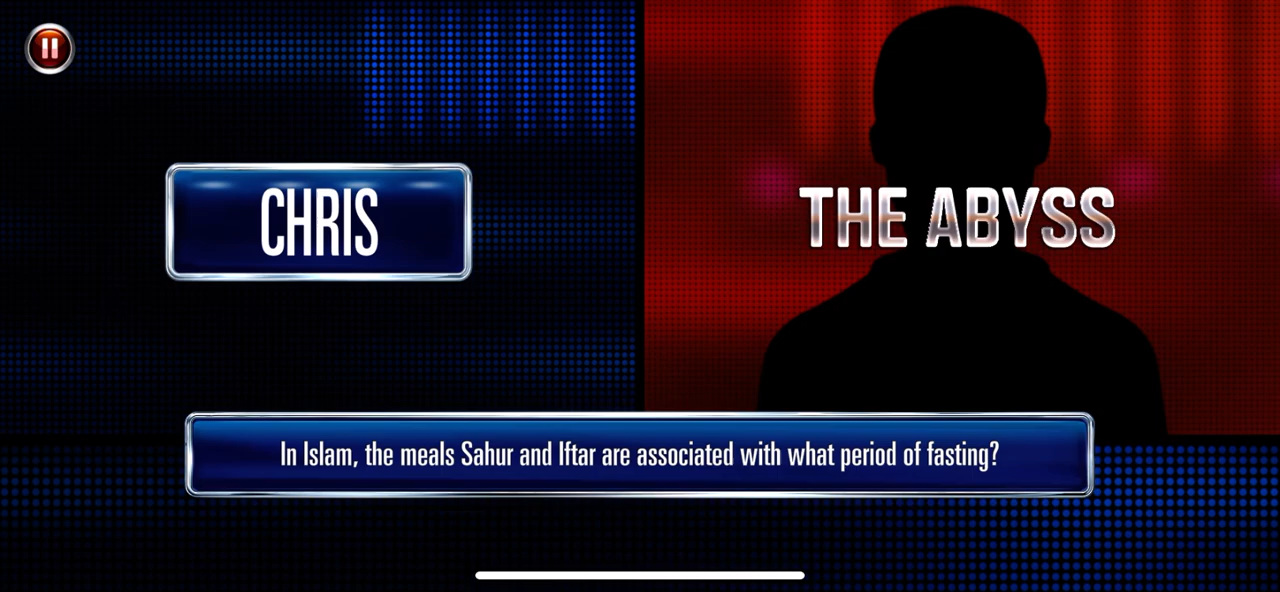 CHRIS
THE ABYSS
In Islam, the meals Sahur and Iftar are associated with what period of fasting?